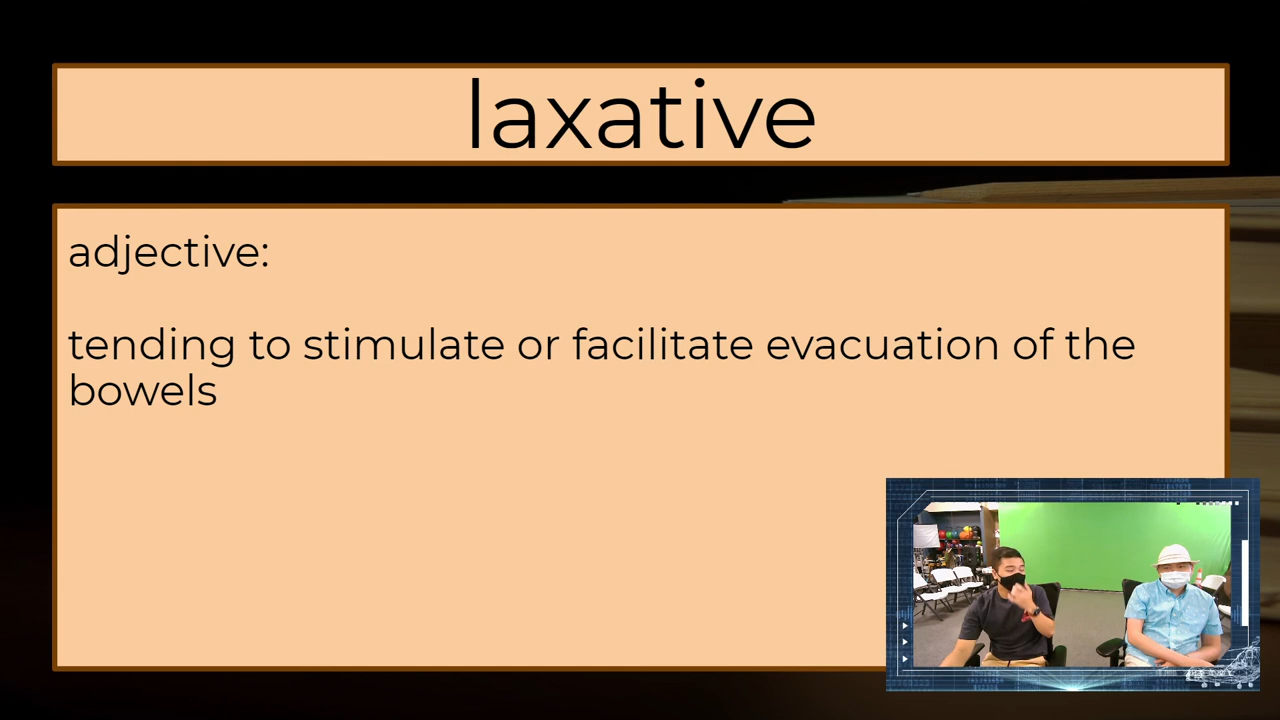 laxative
adjective:
tending to stimulate or facilitate evacuation of the
bowels